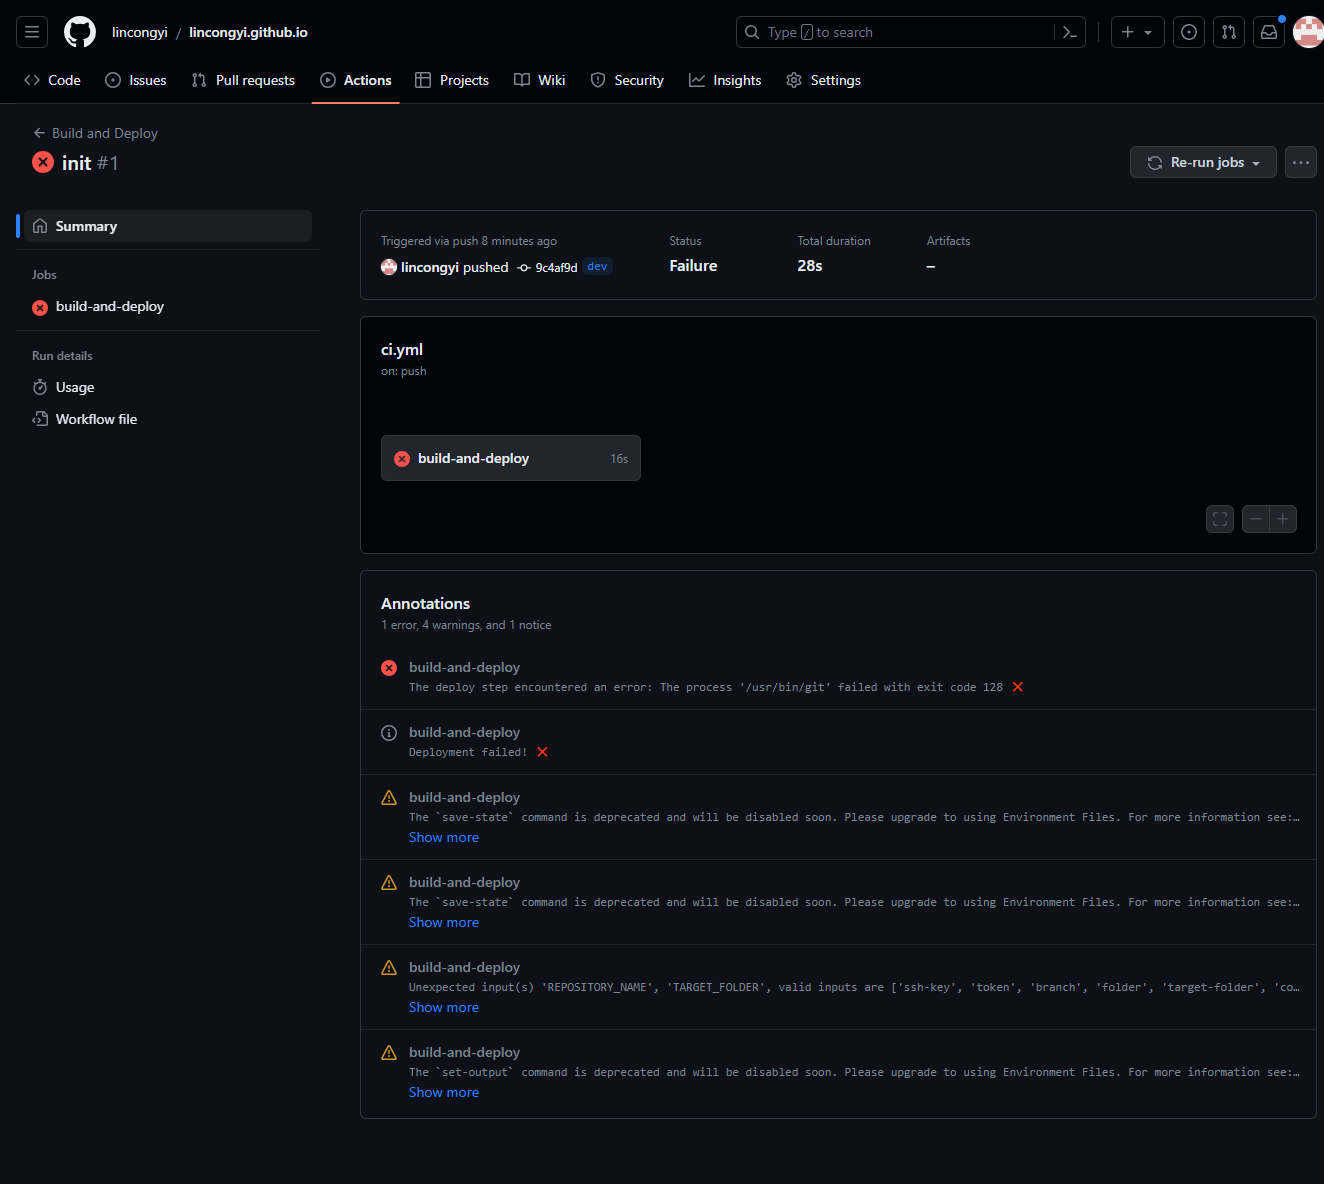 lincongyi / lincongyi.github.io
Type / to search
Code
Issues
Pull requests
Actions
Projects
Wiki
Security
Insights
Settings
Build and Deploy
init #1
Re-run jobs
Summary
Jobs
build-and-deploy
Run details
Usage
Workflow file
Triggered via push 8 minutes ago
lincongyi pushed 9c4af9d dev
Status
Failure
Total duration
28s
Artifacts
–
ci.yml
on: push
build-and-deploy 16s
Annotations
1 error, 4 warnings, and 1 notice
build-and-deploy
The deploy step encountered an error: The process '/usr/bin/git' failed with exit code 128 ❌
build-and-deploy
Deployment failed! ❌
build-and-deploy
The `save-state` command is deprecated and will be disabled soon. Please upgrade to using Environment Files. For more information see:…
Show more
build-and-deploy
The `save-state` command is deprecated and will be disabled soon. Please upgrade to using Environment Files. For more information see:…
Show more
build-and-deploy
Unexpected input(s) 'REPOSITORY_NAME', 'TARGET_FOLDER', valid inputs are ['ssh-key', 'token', 'branch', 'folder', 'target-folder', 'co…
Show more
build-and-deploy
The `set-output` command is deprecated and will be disabled soon. Please upgrade to using Environment Files. For more information see:…
Show more